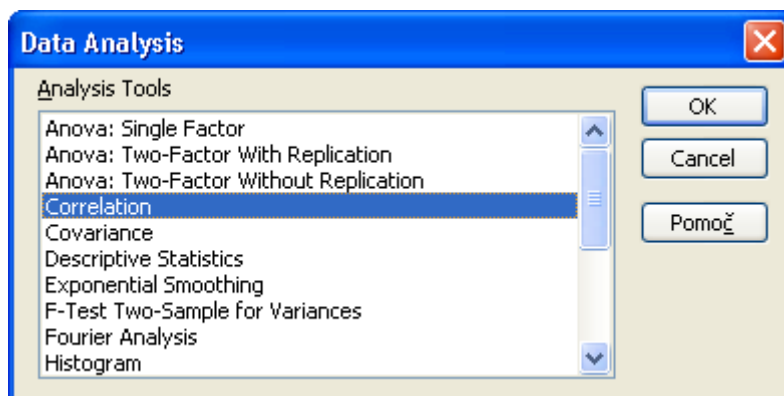 Data Analysis
Analysis Tools
Anova: Single Factor
Anova: Two-Factor With Replication
Anova: Two-Factor Without Replication
Correlation
Covariance
Descriptive Statistics
Exponential Smoothing
F-Test Two-Sample for Variances
Fourier Analysis
Histogram
OK
Cancel
Pomoč